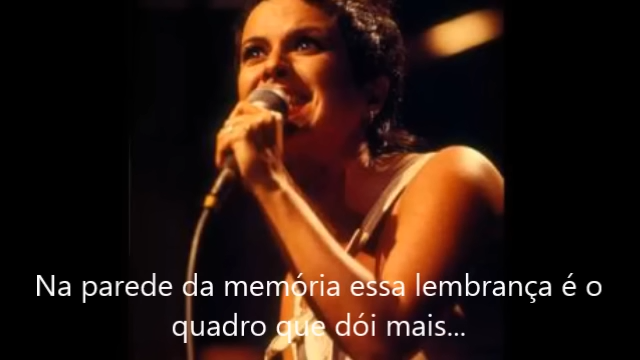 Na parede da memória essa lembrança é o
quadro que dói mais...